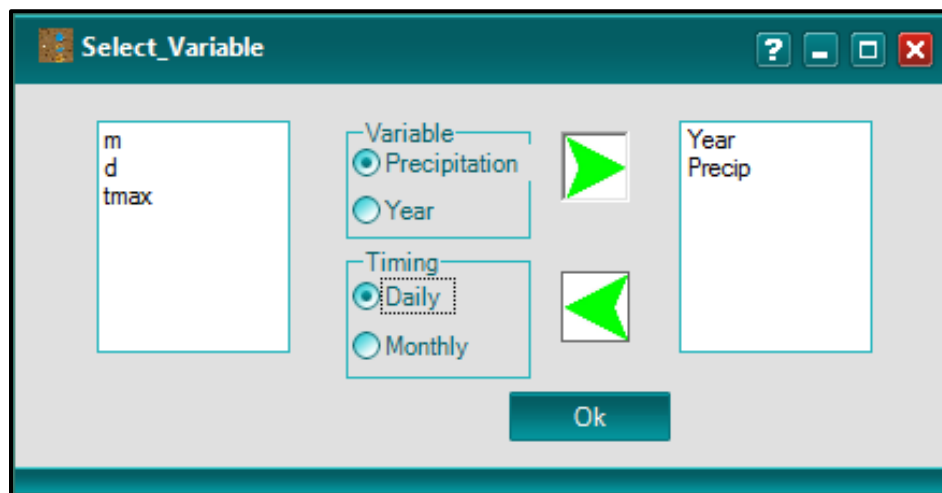 Select_Variable
?
m
d
tmax
Variable
Precipitation
Year
Timing
Daily
Monthly
Year
Precip
Ok